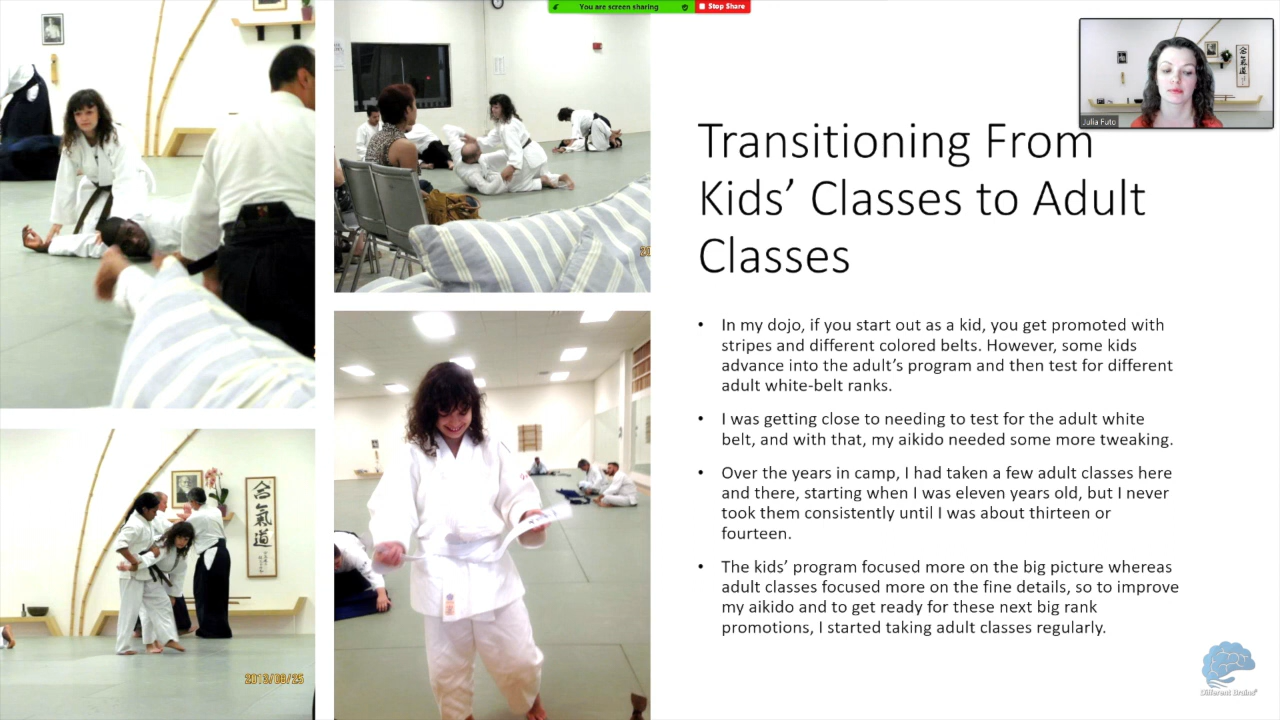 You are screen sharing
Stop Share
Julia Futo
Transitioning From
Kids’ Classes to Adult
Classes
• In my dojo, if you start out as a kid, you get promoted with
stripes and different colored belts. However, some kids
advance into the adult’s program and then test for different
adult white-belt ranks.
• I was getting close to needing to test for the adult white
belt, and with that, my aikido needed some more tweaking.
• Over the years in camp, I had taken a few adult classes here
and there, starting when I was eleven years old, but I never
took them consistently until I was about thirteen or
fourteen.
• The kids’ program focused more on the big picture whereas
adult classes focused more on the fine details, so to improve
my aikido and to get ready for these next big rank
promotions, I started taking adult classes regularly.
合
氣
道
2013/08/25
20
Different Brains®